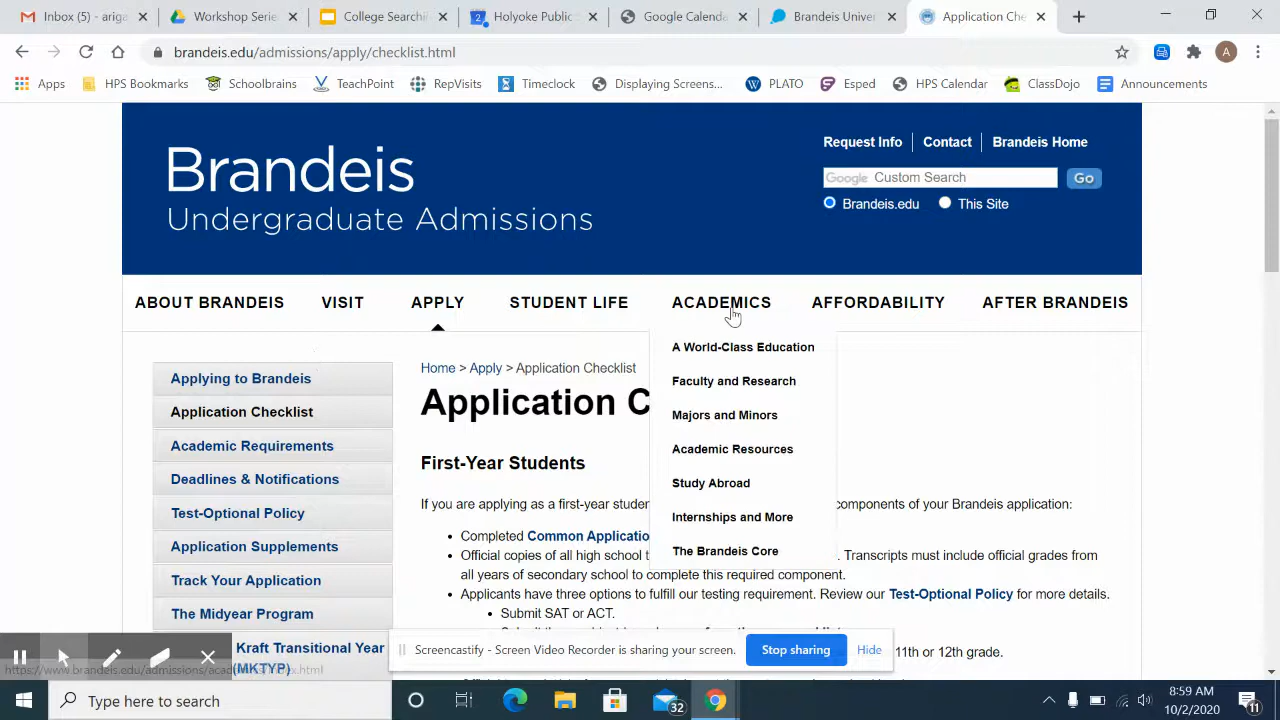 Inbox (5) - ariga
Workshop Serie
College Searchi
Holyoke Public
Google Calenda
Brandeis Univer
Application Che
brandeis.edu/admissions/apply/checklist.html
A
Apps
HPS Bookmarks
Schoolbrains
TeachPoint
RepVisits
Timeclock
Displaying Screens...
PLATO
Esped
HPS Calendar
ClassDojo
Announcements
Brandeis
Undergraduate Admissions
Request Info
Contact
Brandeis Home
Google Custom Search
Go
Brandeis.edu
This Site
ABOUT BRANDEIS
VISIT
APPLY
STUDENT LIFE
ACADEMICS
AFFORDABILITY
AFTER BRANDEIS
A World-Class Education
Faculty and Research
Majors and Minors
Academic Resources
Study Abroad
Internships and More
The Brandeis Core
Applying to Brandeis
Application Checklist
Academic Requirements
Deadlines & Notifications
Test-Optional Policy
Application Supplements
Track Your Application
The Midyear Program
Kraft Transitional Year
(MKTYP)
Home > Apply > Application Checklist
Application C
First-Year Students
If you are applying as a first-year studen components of your Brandeis application:
Completed Common Applicatio
Official copies of all high school t Transcripts must include official grades from
all years of secondary school to complete this required component.
Applicants have three options to fulfill our testing requirement. Review our Test-Optional Policy for more details.
Submit SAT or ACT.
11th or 12th grade.
Screencastify - Screen Video Recorder is sharing your screen.
Stop sharing
Hide
Type here to search
32
8:59 AM
10/2/2020
11